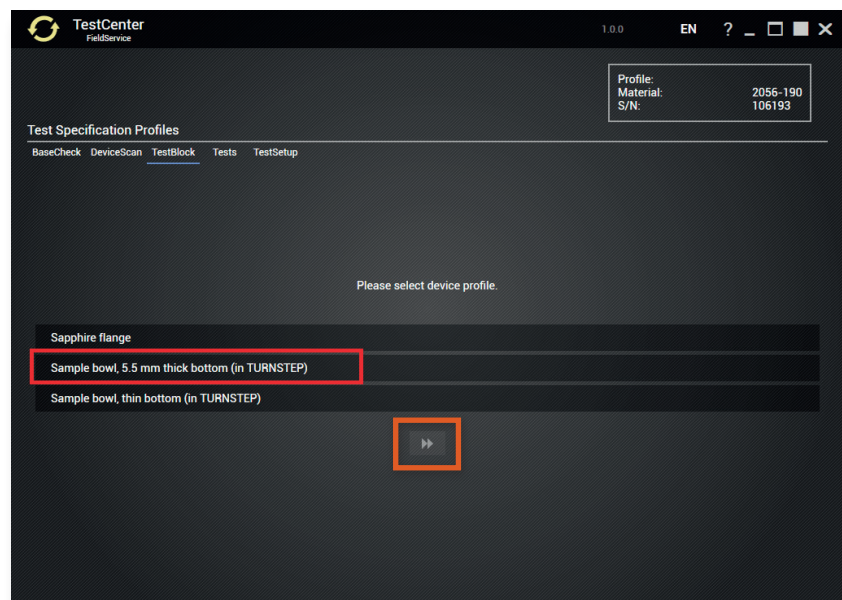 TestCenter
FieldService
1.0.0 EN ?
Profile:
Material: 2056-190
S/N: 106193
Test Specification Profiles
BaseCheck DeviceScan TestBlock Tests TestSetup
Please select device profile.
Sapphire flange
Sample bowl, 5.5 mm thick bottom (in TURNSTEP)
Sample bowl, thin bottom (in TURNSTEP)